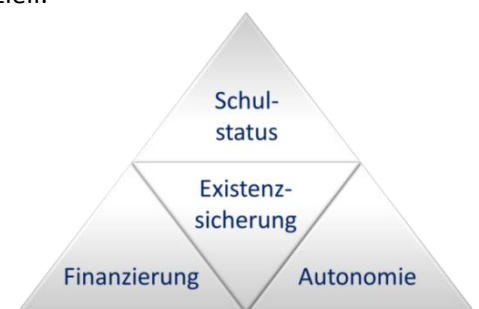 Schul-
status
Existenz-
sicherung
Finanzierung
Autonomie